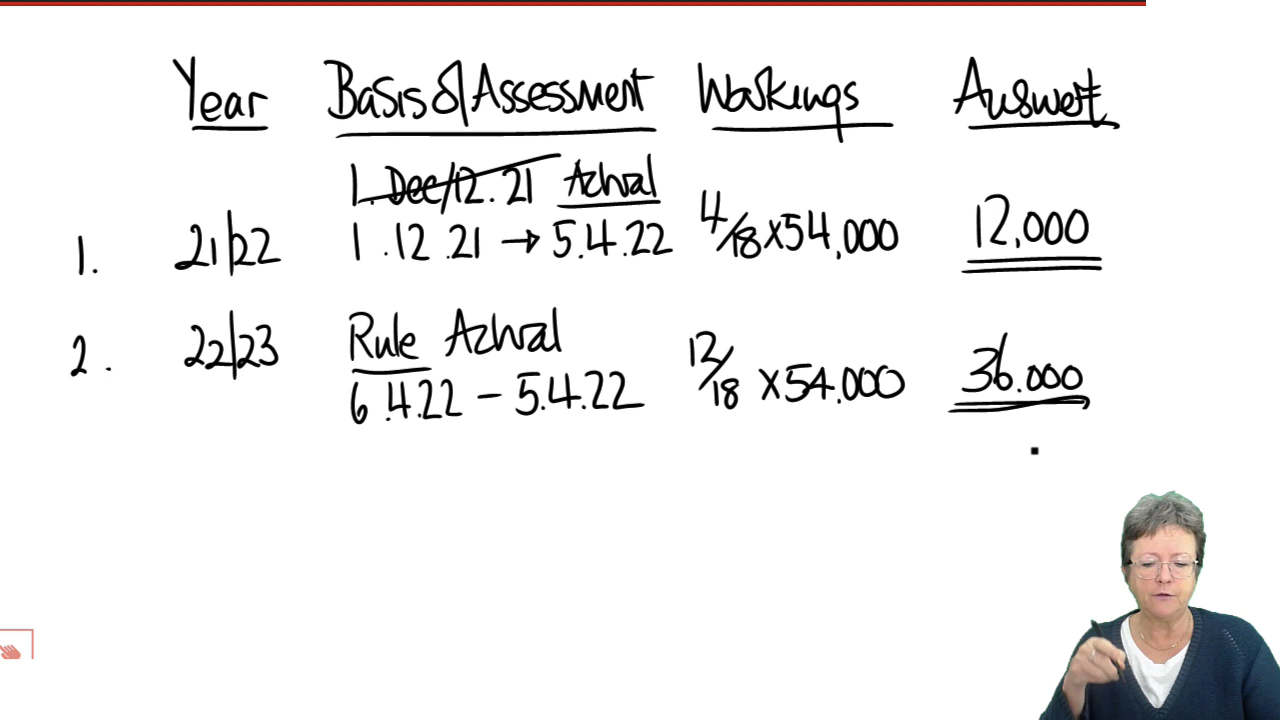 Year Basis of Assessment Workings Answer
1. Dec/12.21 Actual
1. 21/22 1.12.21 → 5.4.22 4/18 x 54,000 12,000
2. 22/23 Rule Actual
6.4.22 - 5.4.22 12/18 x 54.000 36.000